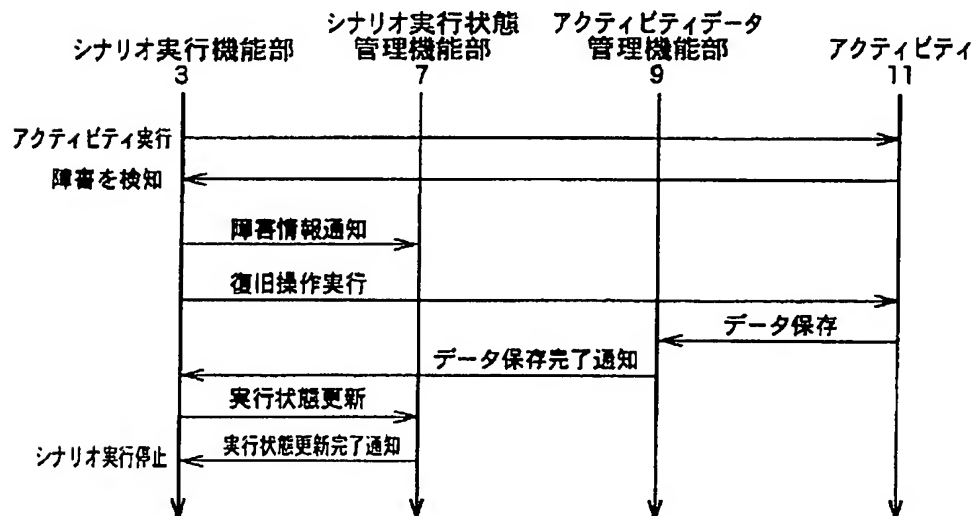 シナリオ実行機能部
3
シナリオ実行状態
管理機能部
7
アクティビティデータ
管理機能部
9
アクティビティ
11
アクティビティ実行
障害を検知
障害情報通知
復旧操作実行
データ保存
データ保存完了通知
実行状態更新
実行状態更新完了通知
シナリオ実行停止